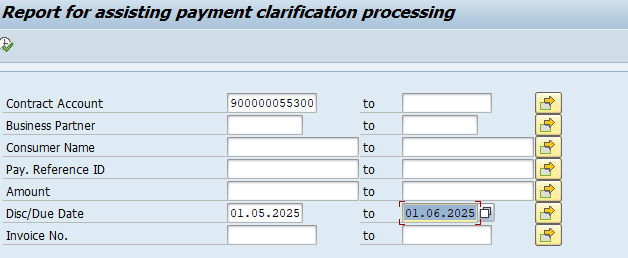 Report for assisting payment clarification processing
Contract Account 900000055300 to
Business Partner to
Consumer Name to
Pay. Reference ID to
Amount to
Disc/Due Date 01.05.2025 to 01.06.2025
Invoice No. to